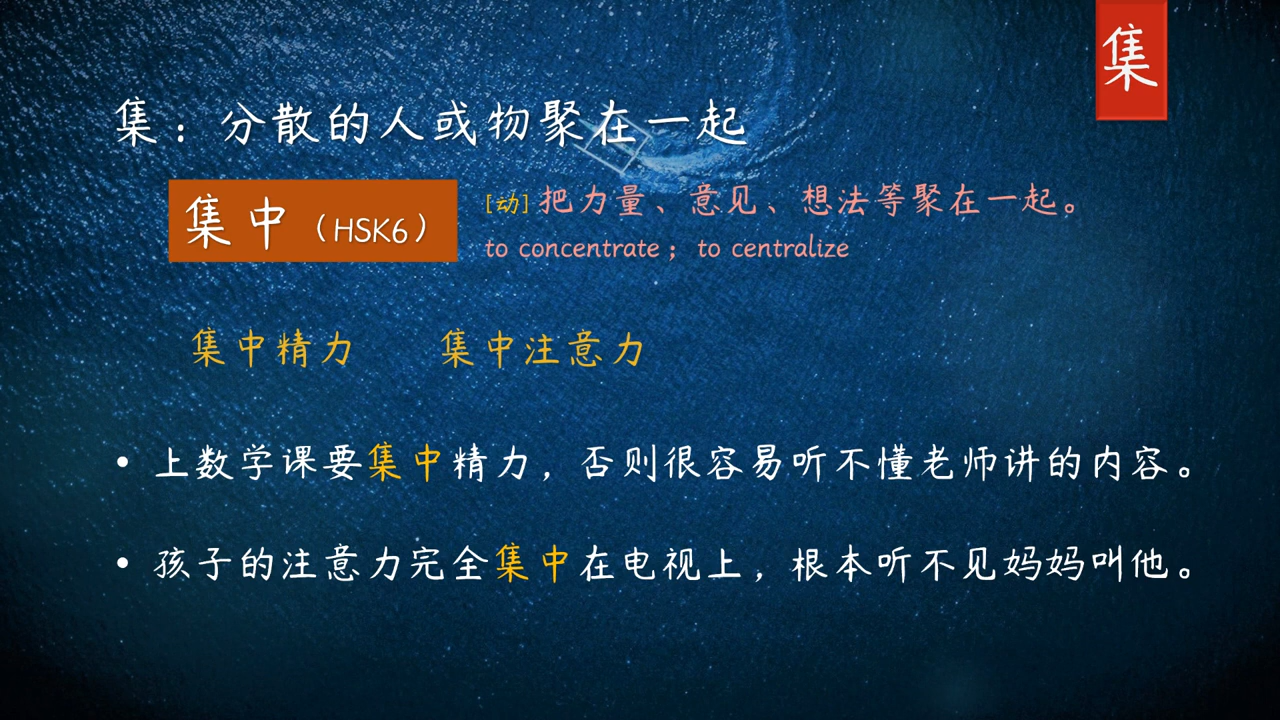 集
集：分散的人或物聚在一起
集中（HSK6）
[动] 把力量、意见、想法等聚在一起。
to concentrate；to centralize
集中精力 集中注意力
• 上数学课要集中精力，否则很容易听不懂老师讲的内容。
• 孩子的注意力完全集中在电视上，根本听不见妈妈叫他。